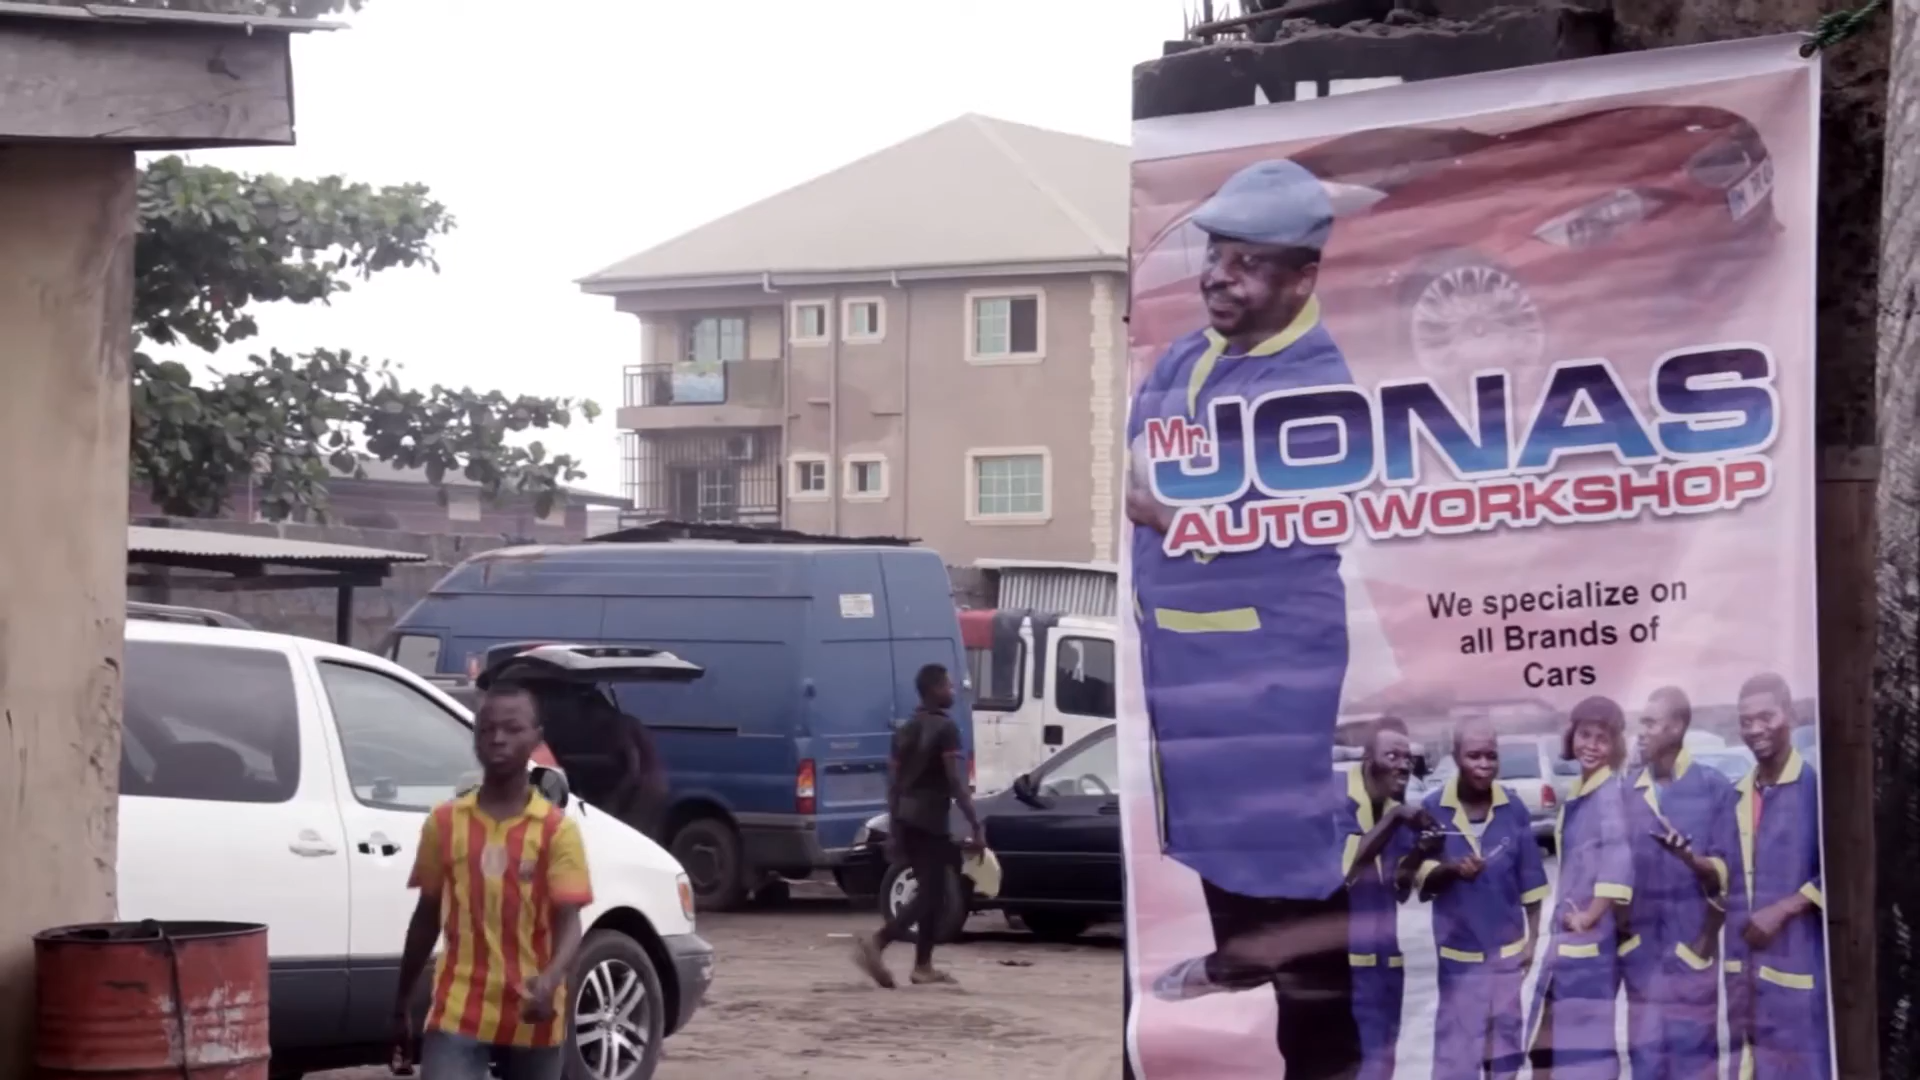 Mr. JONAS
AUTO WORKSHOP
We specialize on
all Brands of
Cars